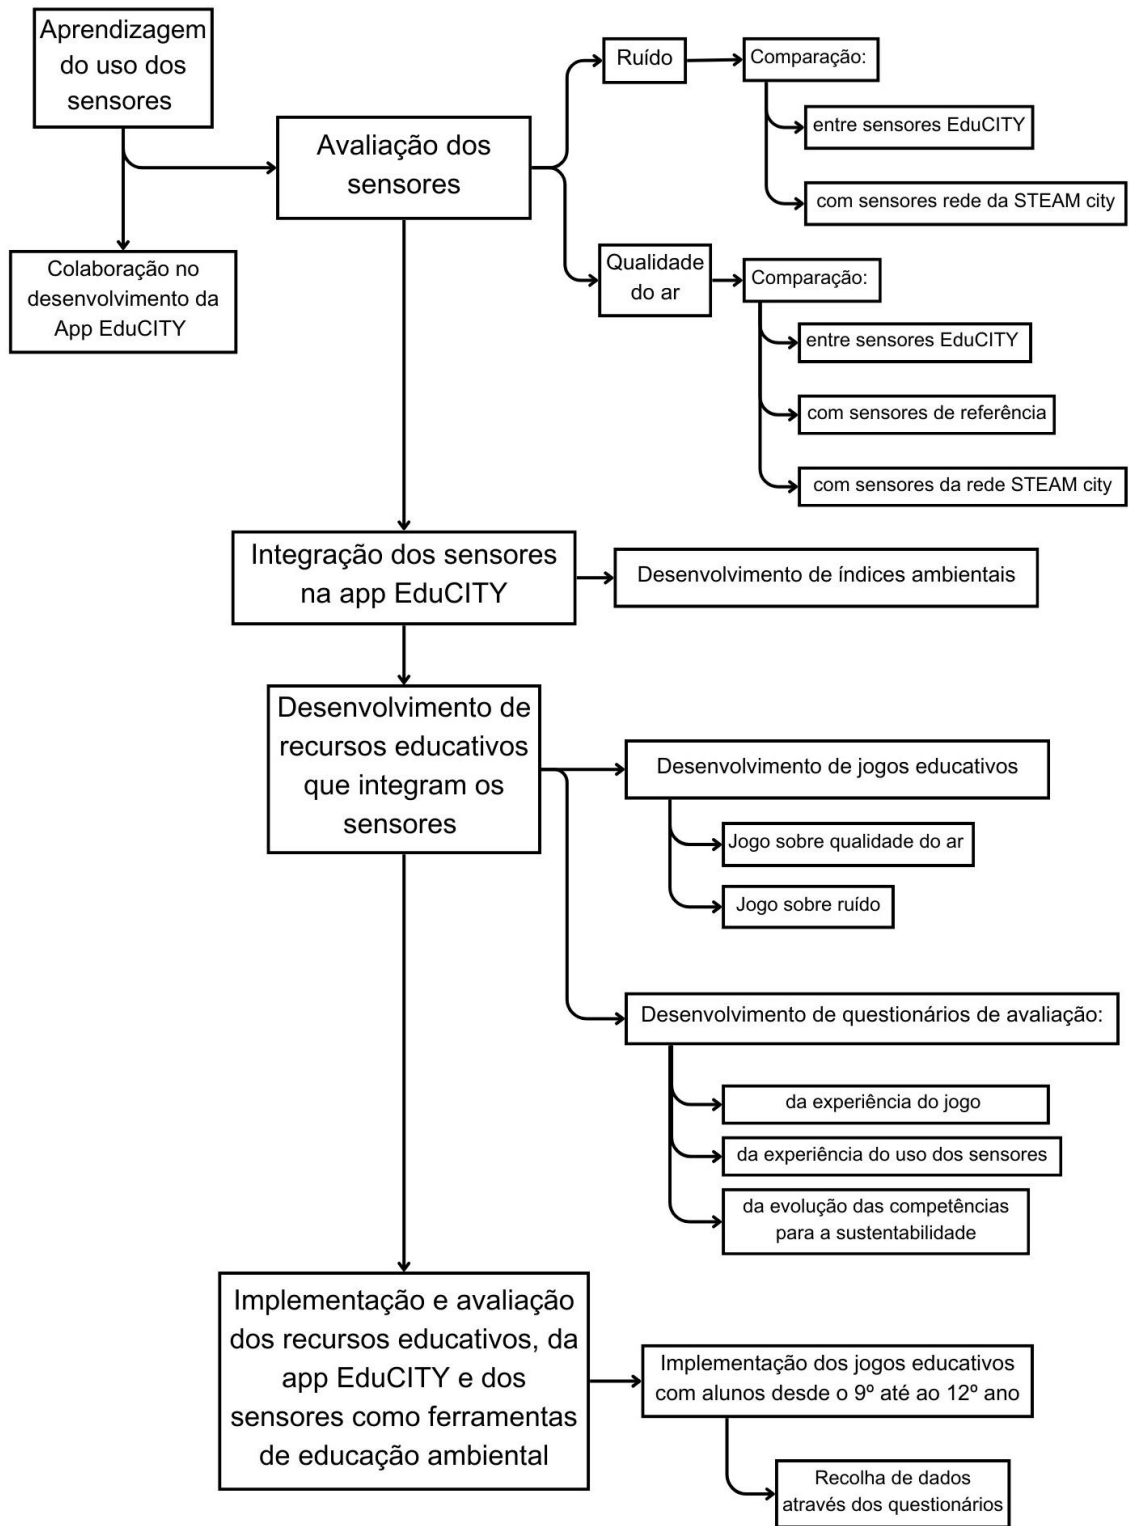 Aprendizagem
do uso dos
sensores
Colaboração no
desenvolvimento da
App EduCITY
Avaliação dos
sensores
Ruído
Comparação:
entre sensores EduCITY
com sensores rede da STEAM city
Qualidade
do ar
Comparação:
entre sensores EduCITY
com sensores de referência
com sensores da rede STEAM city
Integração dos sensores
na app EduCITY
Desenvolvimento de índices ambientais
Desenvolvimento de
recursos educativos
que integram os
sensores
Desenvolvimento de jogos educativos
Jogo sobre qualidade do ar
Jogo sobre ruído
Desenvolvimento de questionários de avaliação:
da experiência do jogo
da experiência do uso dos sensores
da evolução das competências
para a sustentabilidade
Implementação e avaliação
dos recursos educativos, da
app EduCITY e dos
sensores como ferramentas
de educação ambiental
Implementação dos jogos educativos
com alunos desde o 9º até ao 12º ano
Recolha de dados
através dos questionários